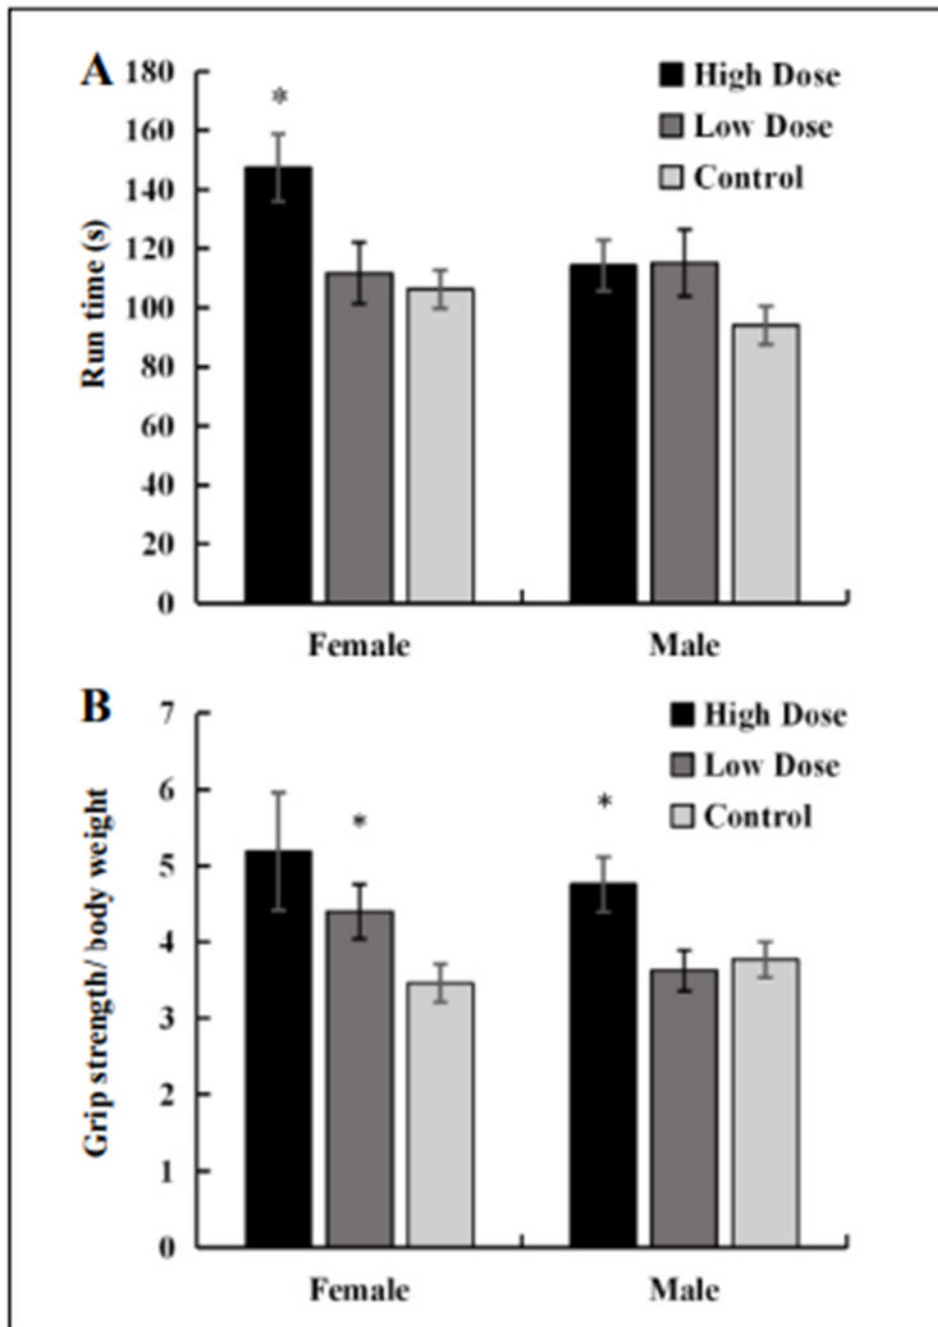 A
180
160
140
120
100
80
60
40
20
0
Run time (s)
*
High Dose
Low Dose
Control
Female Male
B
7
6
5
4
3
2
1
0
Grip strength/ body weight
*
*
High Dose
Low Dose
Control
Female Male